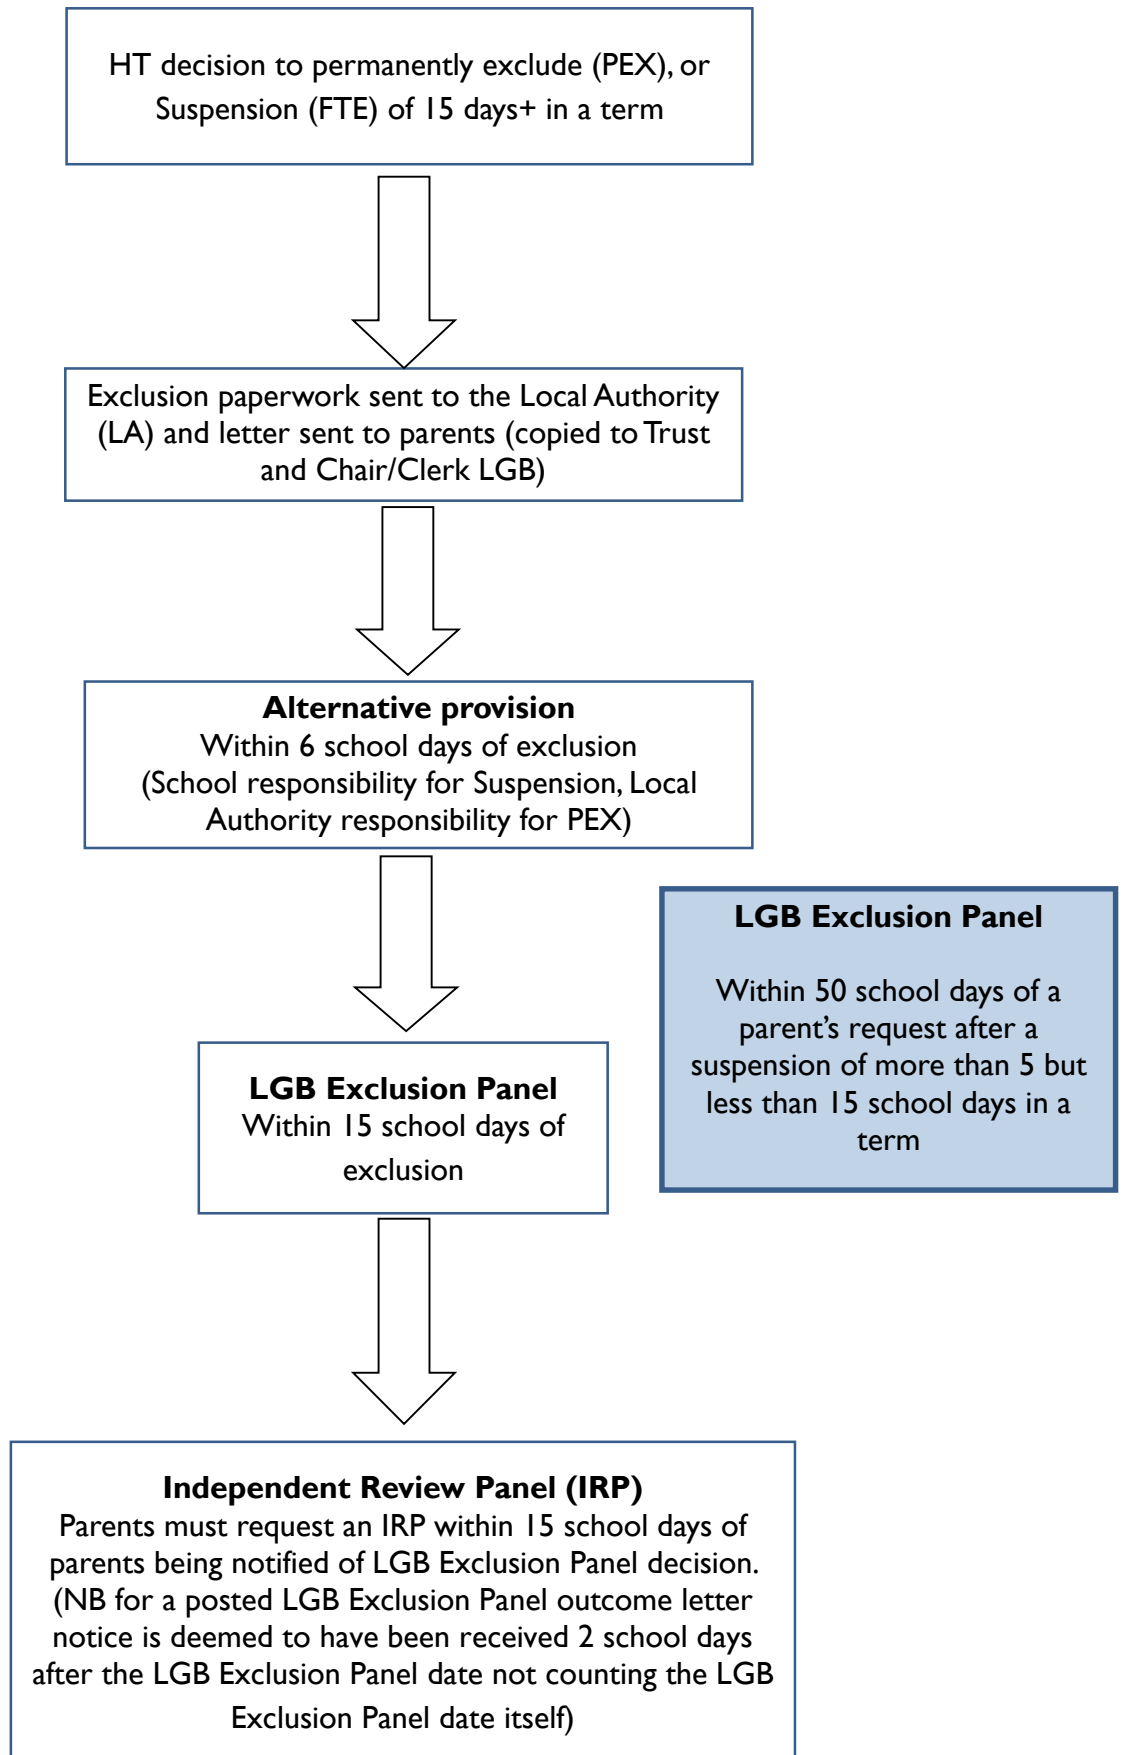 HT decision to permanently exclude (PEX), or
Suspension (FTE) of 15 days+ in a term
Exclusion paperwork sent to the Local Authority
(LA) and letter sent to parents (copied to Trust
and Chair/Clerk LGB)
Alternative provision
Within 6 school days of exclusion
(School responsibility for Suspension, Local
Authority responsibility for PEX)
LGB Exclusion Panel
Within 50 school days of a
parent’s request after a
suspension of more than 5 but
less than 15 school days in a
term
LGB Exclusion Panel
Within 15 school days of
exclusion
Independent Review Panel (IRP)
Parents must request an IRP within 15 school days of
parents being notified of LGB Exclusion Panel decision.
(NB for a posted LGB Exclusion Panel outcome letter
notice is deemed to have been received 2 school days
after the LGB Exclusion Panel date not counting the LGB
Exclusion Panel date itself)